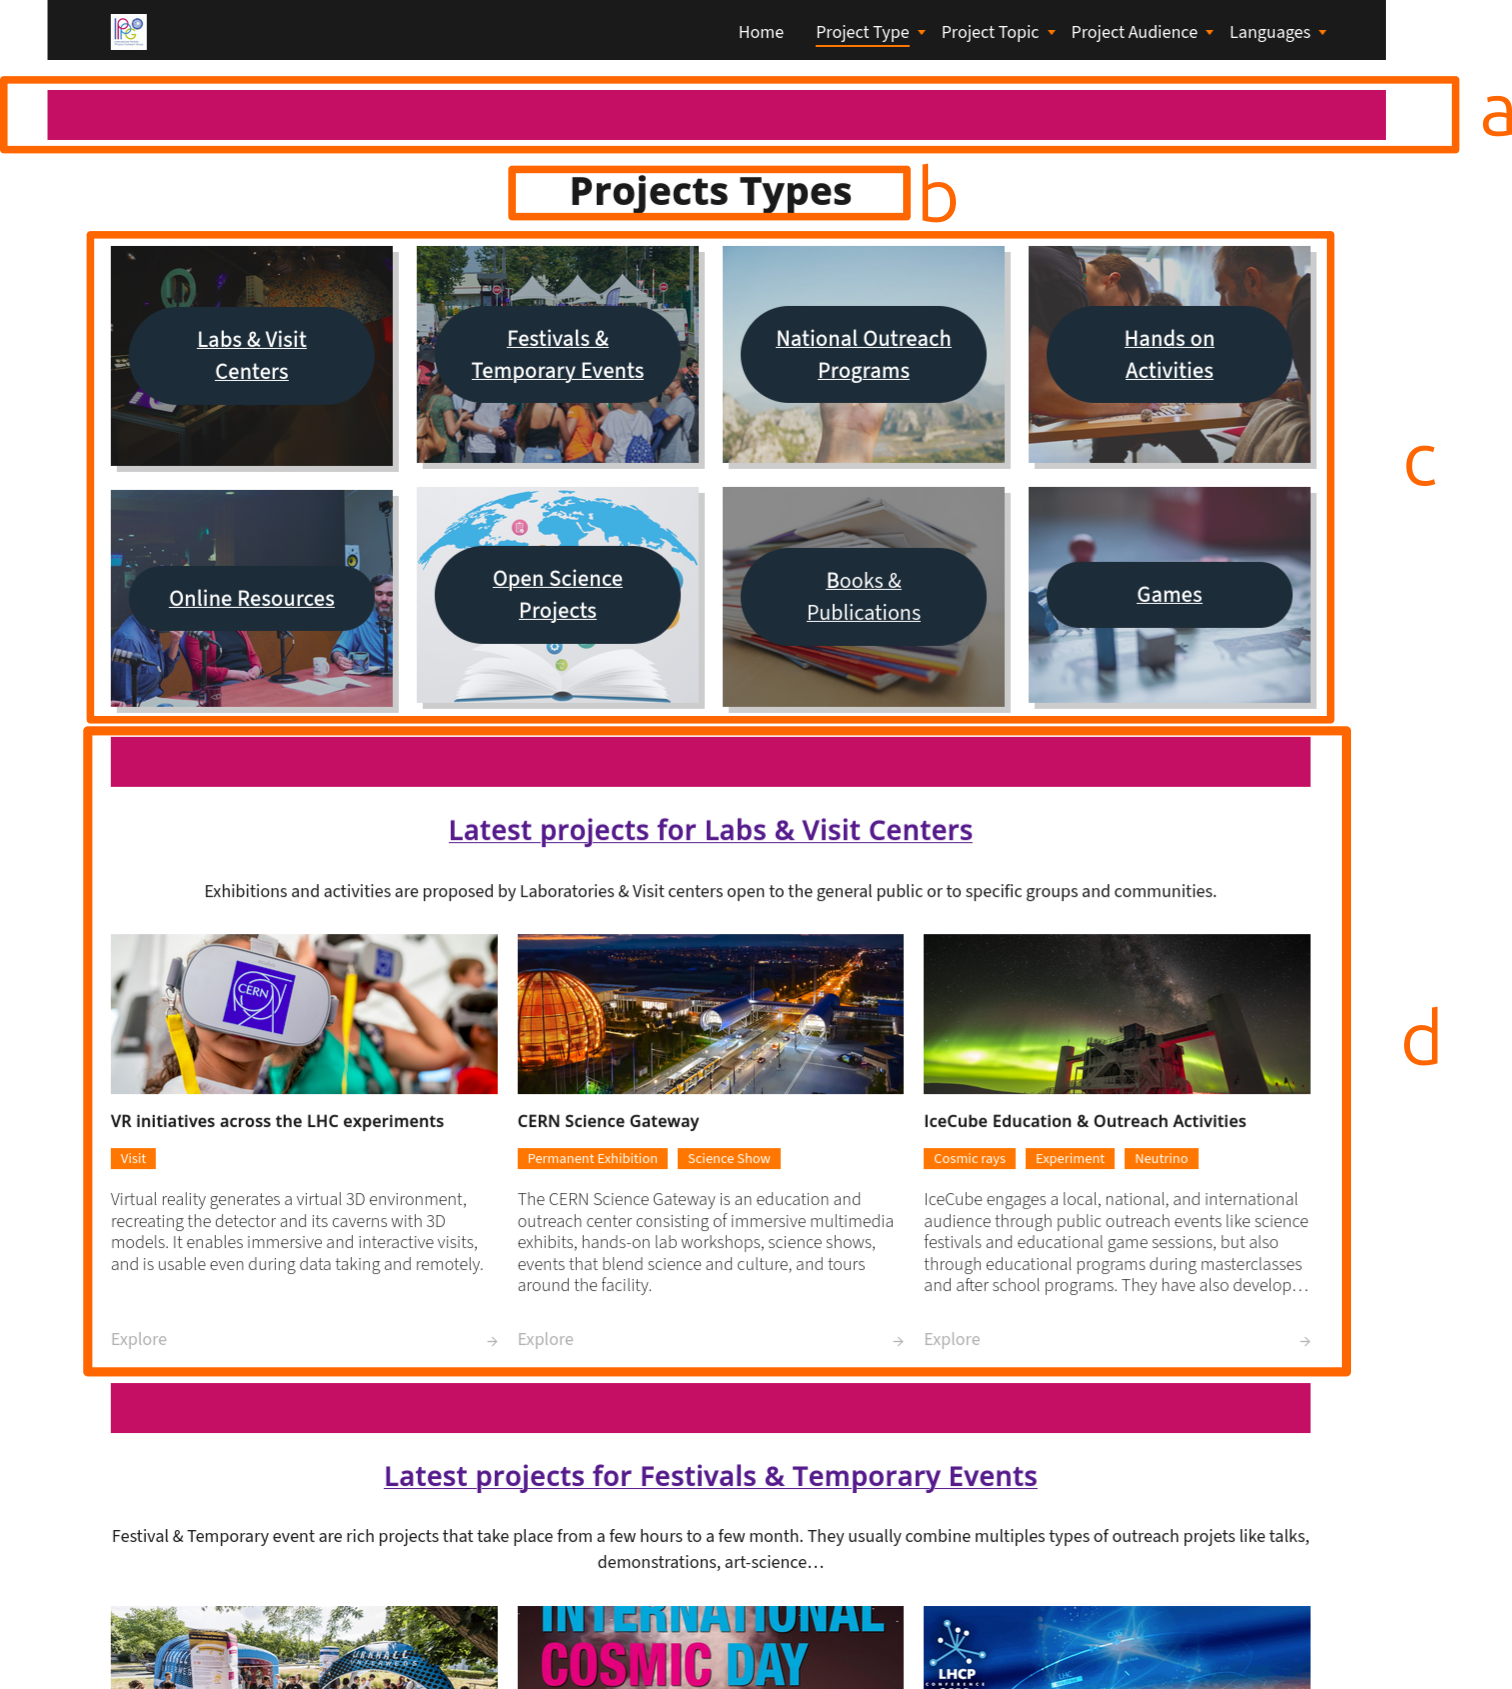 Home
Project Type
Project Topic
Project Audience
Languages
a
Projects Types
b
Labs & Visit
Centers
Festivals &
Temporary Events
National Outreach
Programs
Hands on
Activities
c
Online Resources
Open Science
Projects
Books &
Publications
Games
Latest projects for Labs & Visit Centers
Exhibitions and activities are proposed by Laboratories & Visit centers open to the general public or to specific groups and communities.
d
CERN
VR initiatives across the LHC experiments
Visit
Virtual reality generates a virtual 3D environment,
recreating the detector and its caverns with 3D
models. It enables immersive and interactive visits,
and is usable even during data taking and remotely.
Explore →
CERN Science Gateway
Permanent Exhibition Science Show
The CERN Science Gateway is an education and
outreach center consisting of immersive multimedia
exhibits, hands-on lab workshops, science shows,
events that blend science and culture, and tours
around the facility.
Explore →
IceCube Education & Outreach Activities
Cosmic rays Experiment Neutrino
IceCube engages a local, national, and international
audience through public outreach events like science
festivals and educational game sessions, but also
through educational programs during masterclasses
and after school programs. They have also develop…
Explore →
Latest projects for Festivals & Temporary Events
Festival & Temporary event are rich projects that take place from a few hours to a few month. They usually combine multiples types of outreach projets like talks,
demonstrations, art-science…
INTERNATIONAL
COSMIC DAY
LHCP
CONFERENCE